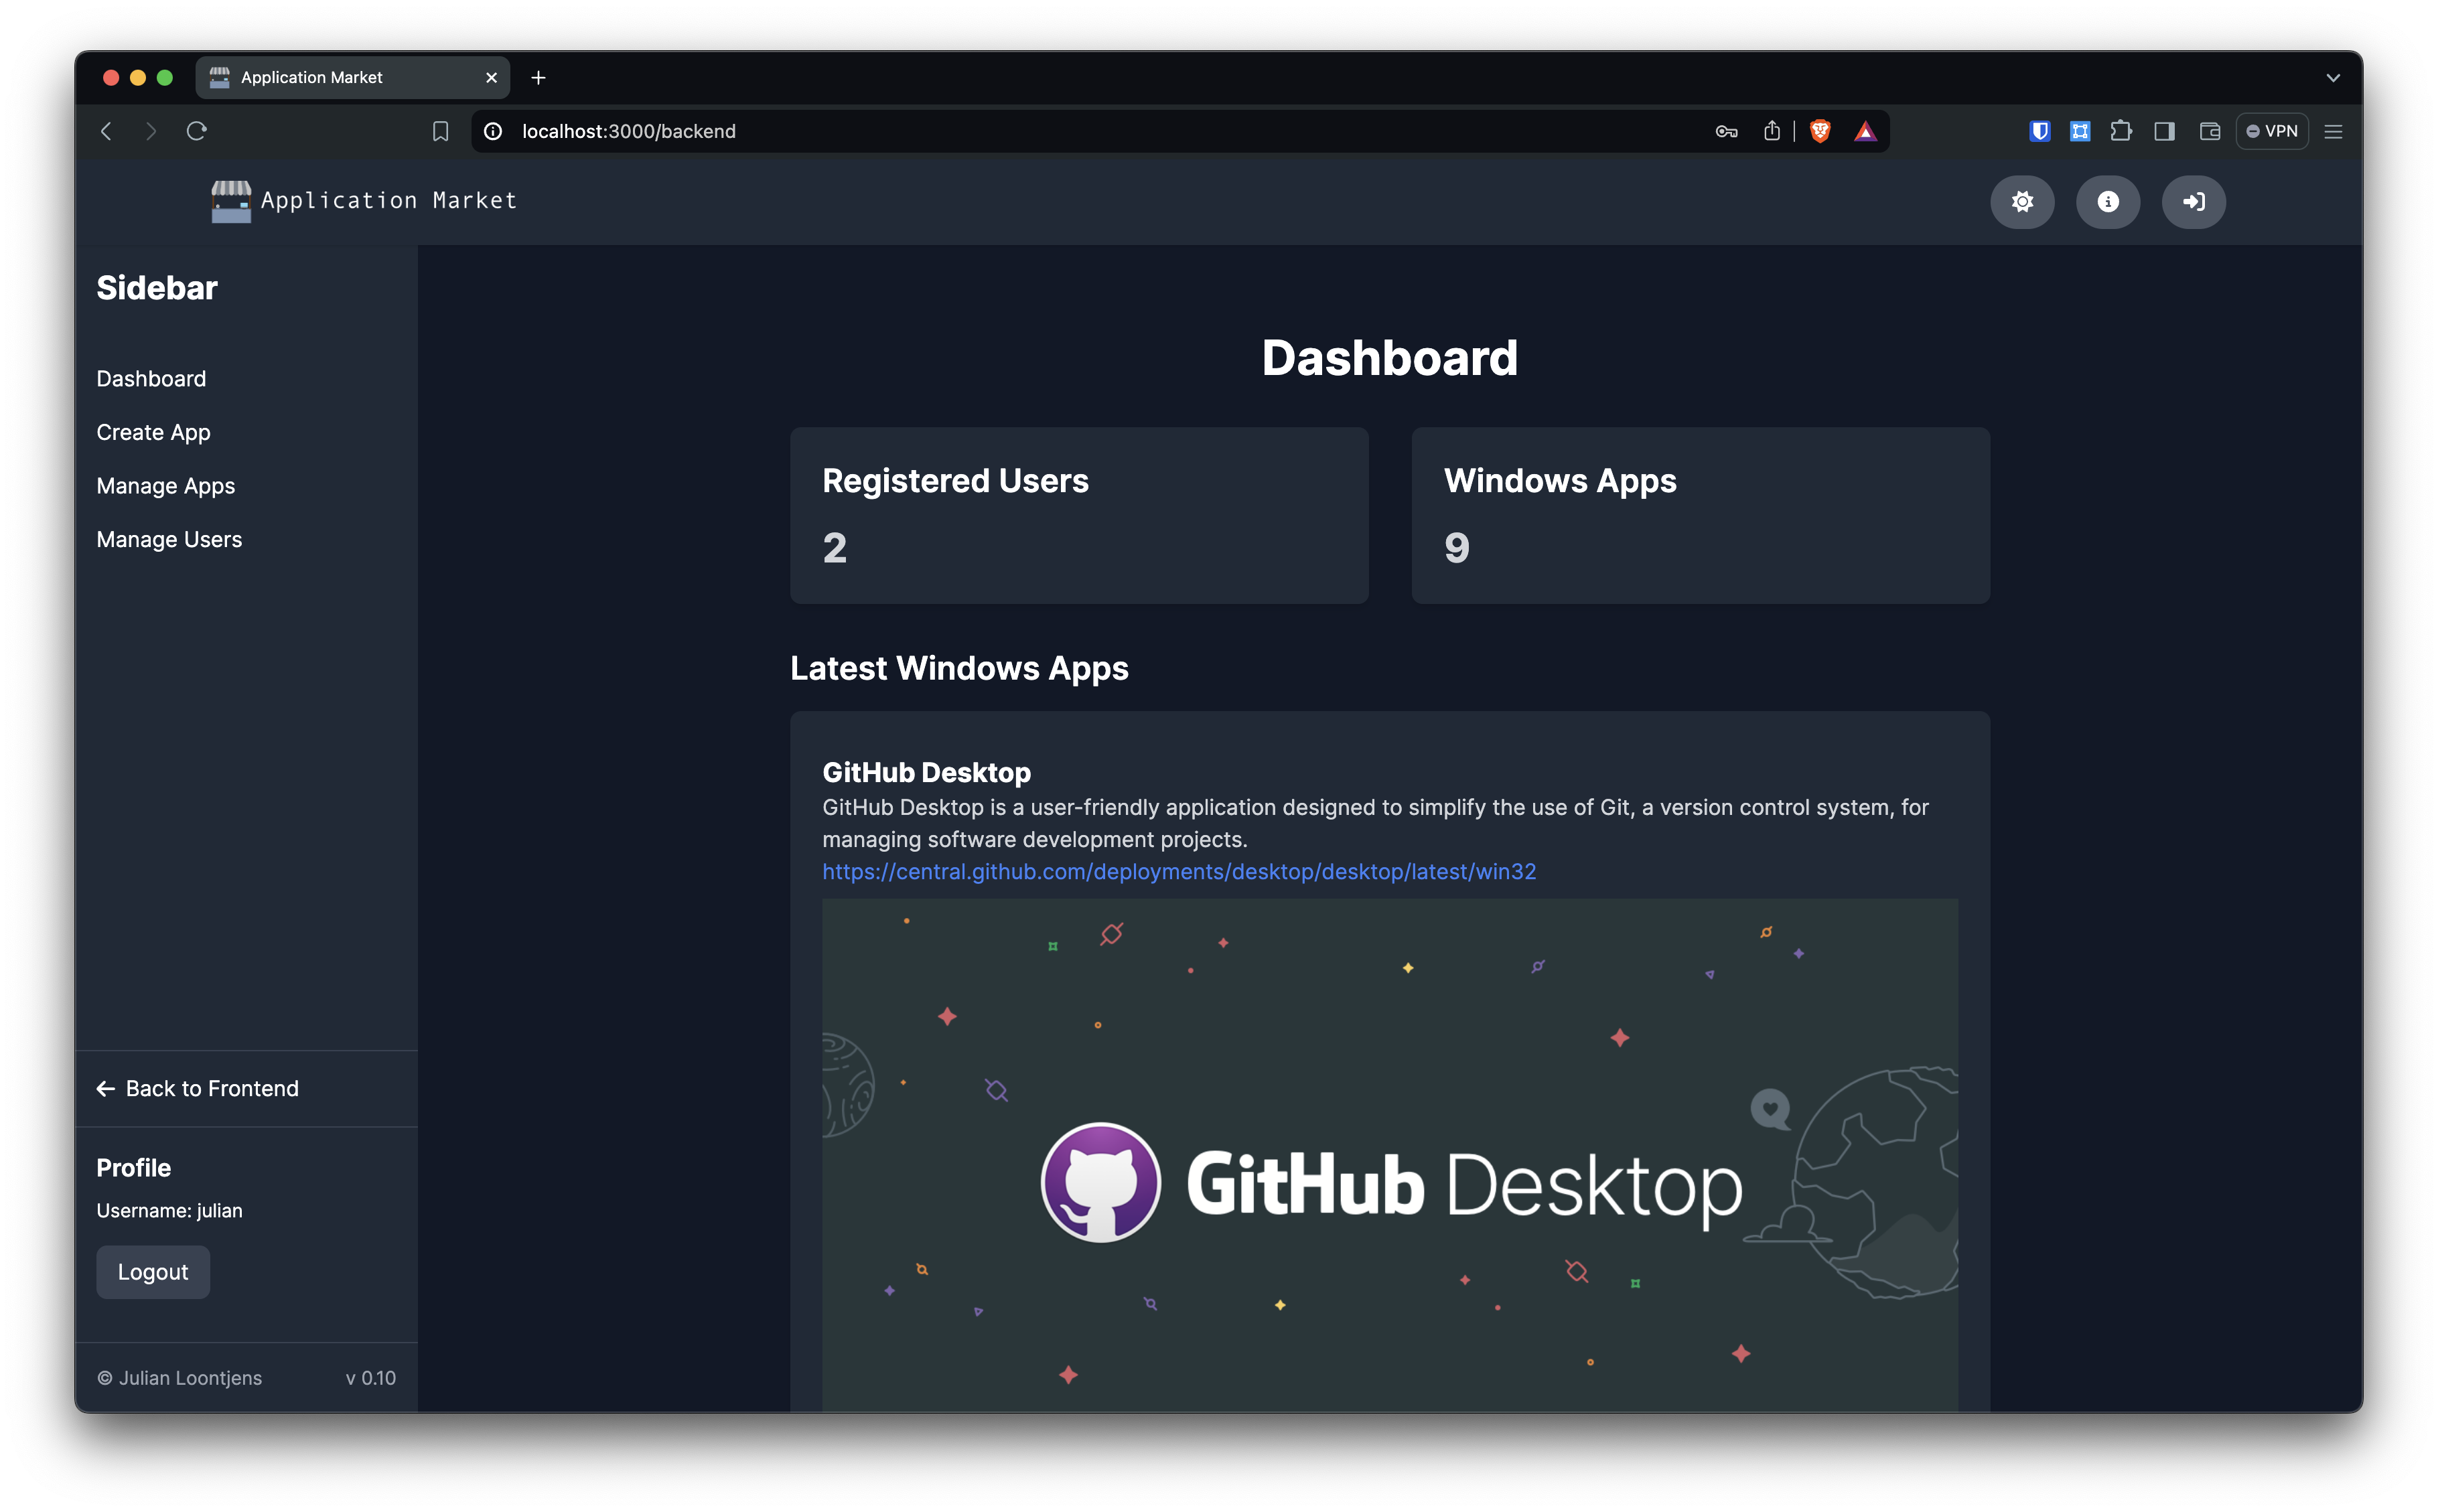 Application Market
localhost:3000/backend
VPN
Application Market
Sidebar
Dashboard
Create App
Manage Apps
Manage Users
Back to Frontend
Profile
Username: julian
Logout
© Julian Loontjens
v 0.10
Dashboard
Registered Users
2
Windows Apps
9
Latest Windows Apps
GitHub Desktop
GitHub Desktop is a user-friendly application designed to simplify the use of Git, a version control system, for
managing software development projects.
https://central.github.com/deployments/desktop/desktop/latest/win32
GitHub Desktop